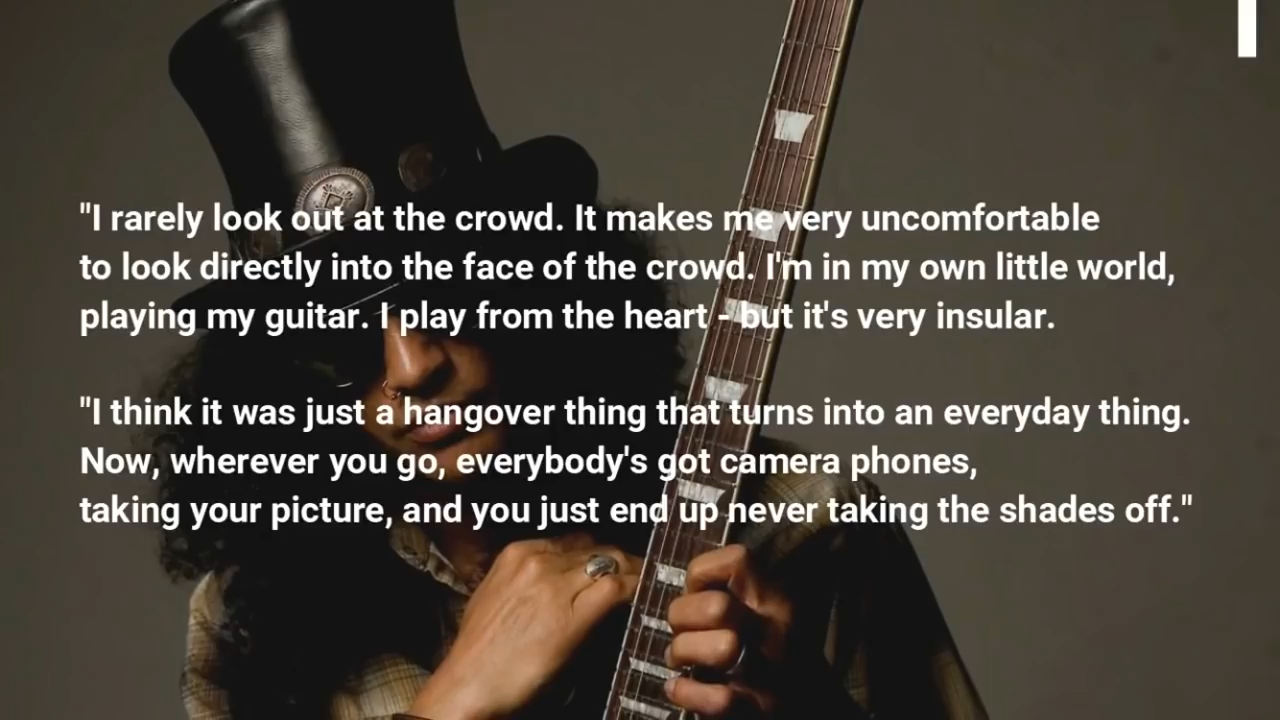 "I rarely look out at the crowd. It makes me very uncomfortable
to look directly into the face of the crowd. I'm in my own little world,
playing my guitar. I play from the heart - but it's very insular.
"I think it was just a hangover thing that turns into an everyday thing.
Now, wherever you go, everybody's got camera phones,
taking your picture, and you just end up never taking the shades off."